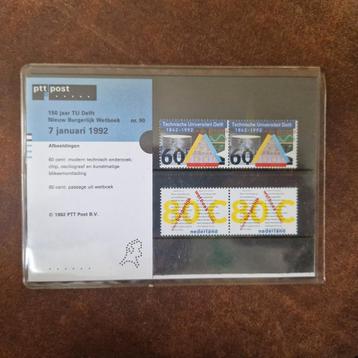 ptt post
150 jaar TU Delft
Nieuw Burgerlijk Wetboek nr. 90
7 januari 1992
Afbeeldingen
60 cent: modern technisch onderzoek;
chip, oscillograaf en kunstmatige
bliksemontlading
80 cent: passage uit wetboek
© 1992 PTT Post B.V.
Technische Universiteit Delft
1842-1992
60
Technische Universiteit Delft
1842-1992
60
80 C
nederland
80 C
nederland